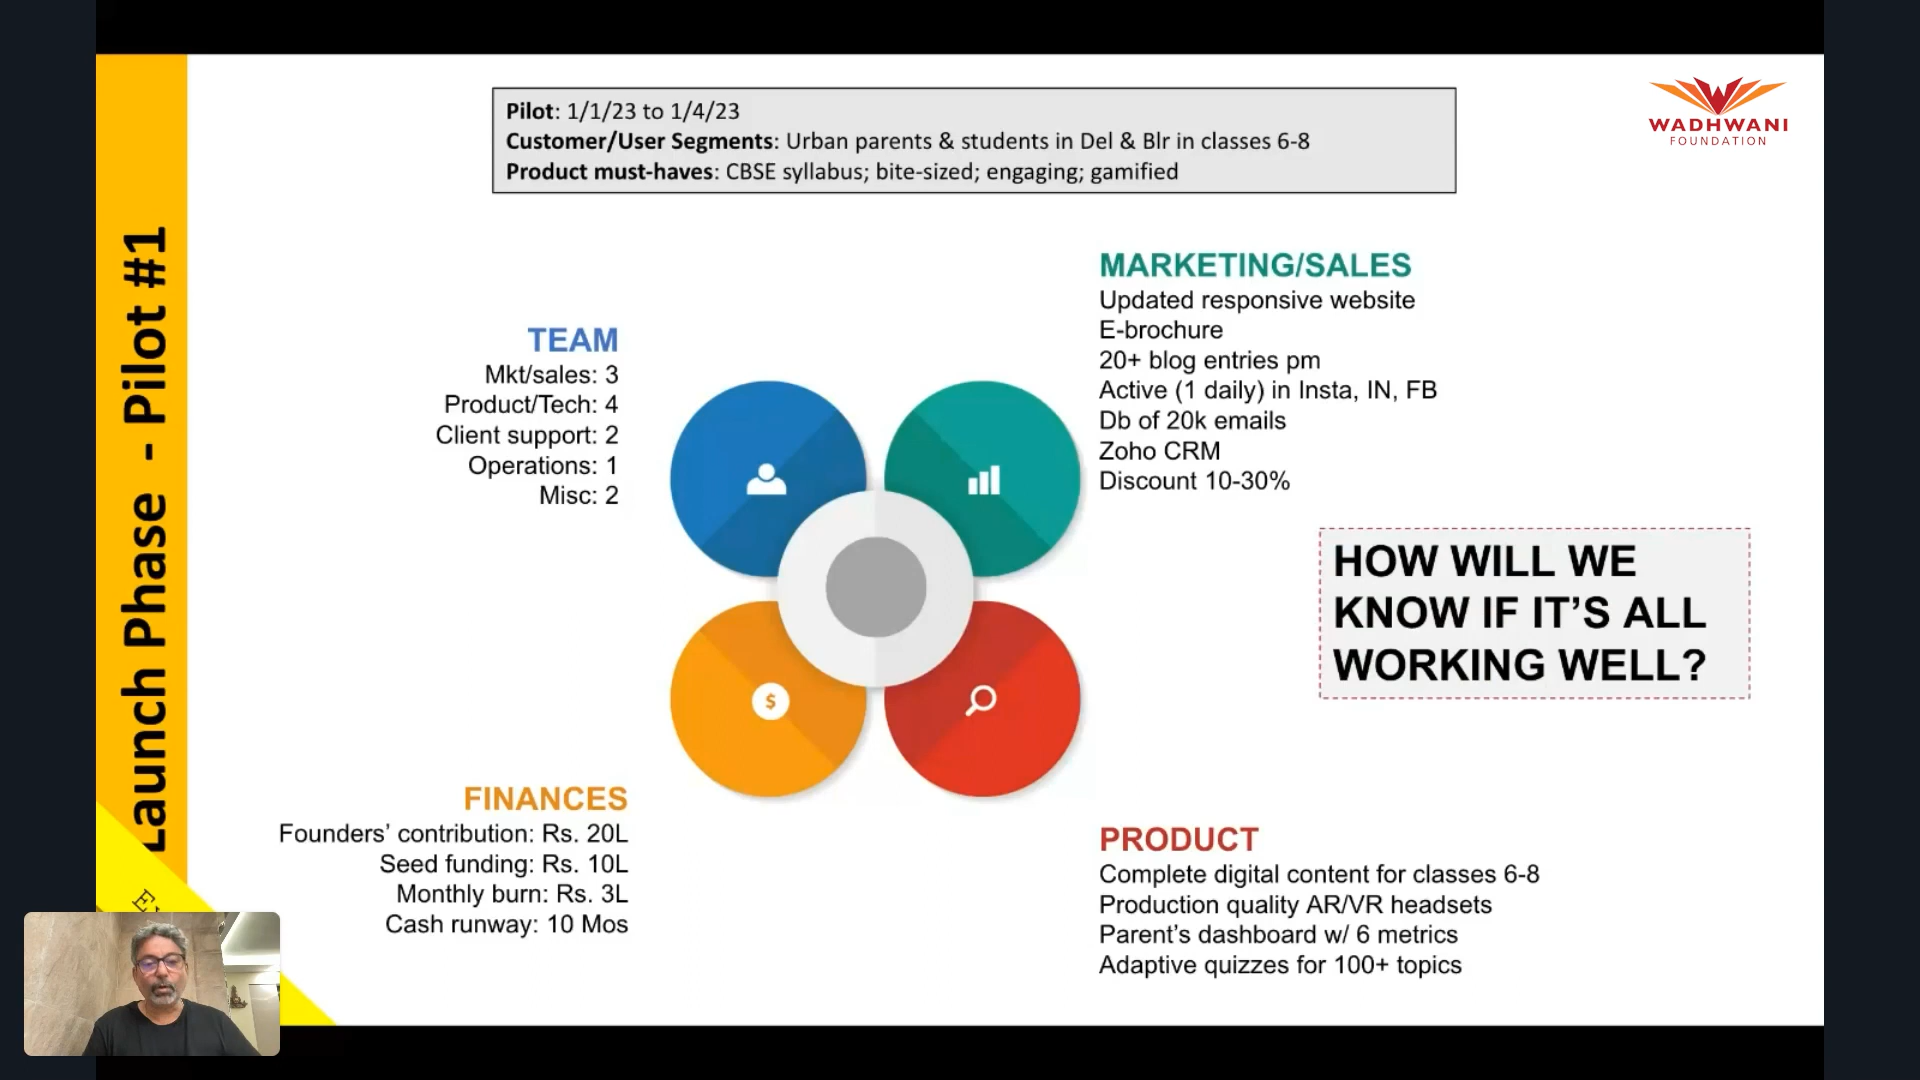 Launch Phase - Pilot #1
Pilot: 1/1/23 to 1/4/23
Customer/User Segments: Urban parents & students in Del & Blr in classes 6-8
Product must-haves: CBSE syllabus; bite-sized; engaging; gamified
WADHWANI
FOUNDATION
TEAM
Mkt/sales: 3
Product/Tech: 4
Client support: 2
Operations: 1
Misc: 2
MARKETING/SALES
Updated responsive website
E-brochure
20+ blog entries pm
Active (1 daily) in Insta, IN, FB
Db of 20k emails
Zoho CRM
Discount 10-30%
HOW WILL WE
KNOW IF IT’S ALL
WORKING WELL?
$
FINANCES
Founders’ contribution: Rs. 20L
Seed funding: Rs. 10L
Monthly burn: Rs. 3L
Cash runway: 10 Mos
PRODUCT
Complete digital content for classes 6-8
Production quality AR/VR headsets
Parent’s dashboard w/ 6 metrics
Adaptive quizzes for 100+ topics